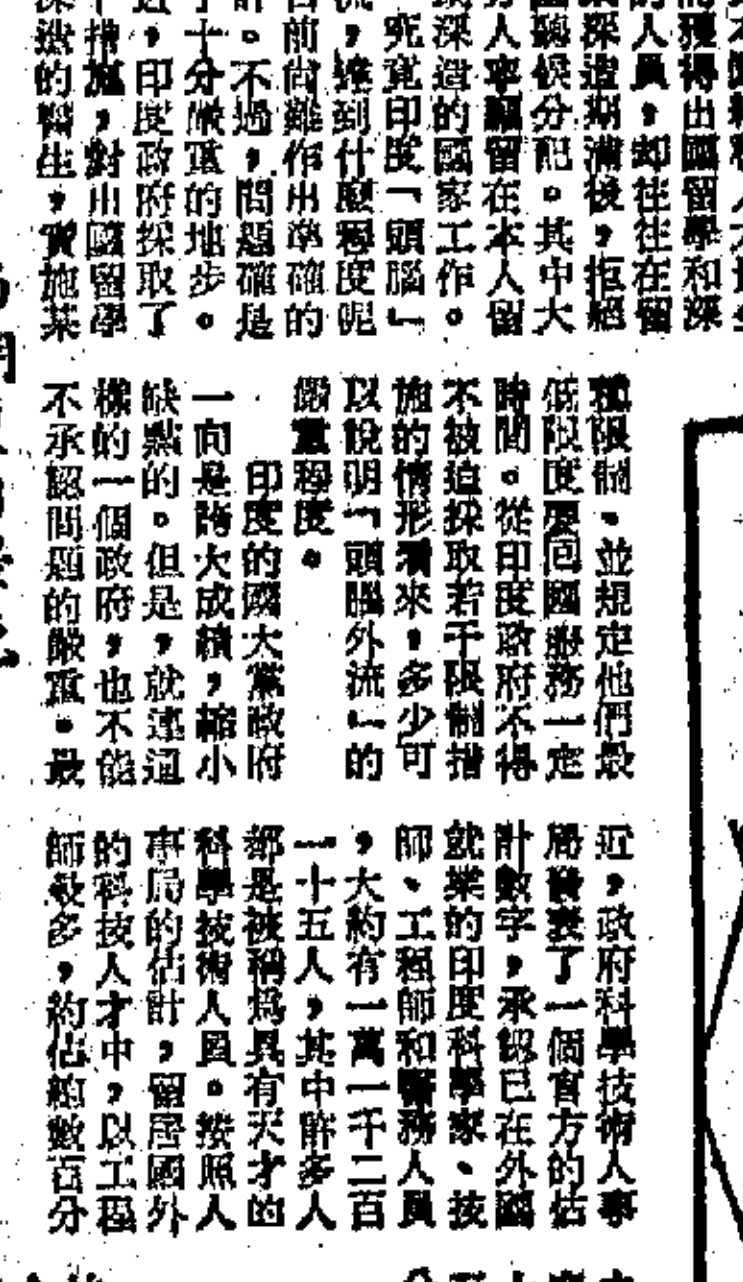 而獲得出國留學和深
的人員，却往往在留
深造期滿後，拒絕
聽候分配。其中大
人寧願留在本人留
深造的國家工作。
究竟印度「頭腦」
流，達到什麼程度呢
前尚難作出準確的
。不過，問題確是
十分嚴重的地步。
，印度政府採取了
措施，對出國留學
深造的醫生，實施某
種限制、並規定他們最
低限度要回國服務一定
時間。從印度政府不得
不被迫採取若干限制措
施的情形看來，多少可
以說明「頭腦外流」的
嚴重程度。
印度的國大黨政府
一向是誇大成績，縮小
缺點的。但是，就連這
樣的一個政府，也不能
不承認問題的嚴重。最
近，政府科學技術人事
局發表了一個官方的估
計數字，承認已在外國
就業的印度科學家、技
師、工程師和醫務人員
，大約有一萬一千二百
一十五人，其中許多人
都是被稱爲具有天才的
科學技術人員。按照人
事局的估計，留居國外
的科技人才中，以工程
師最多，約佔總數百分